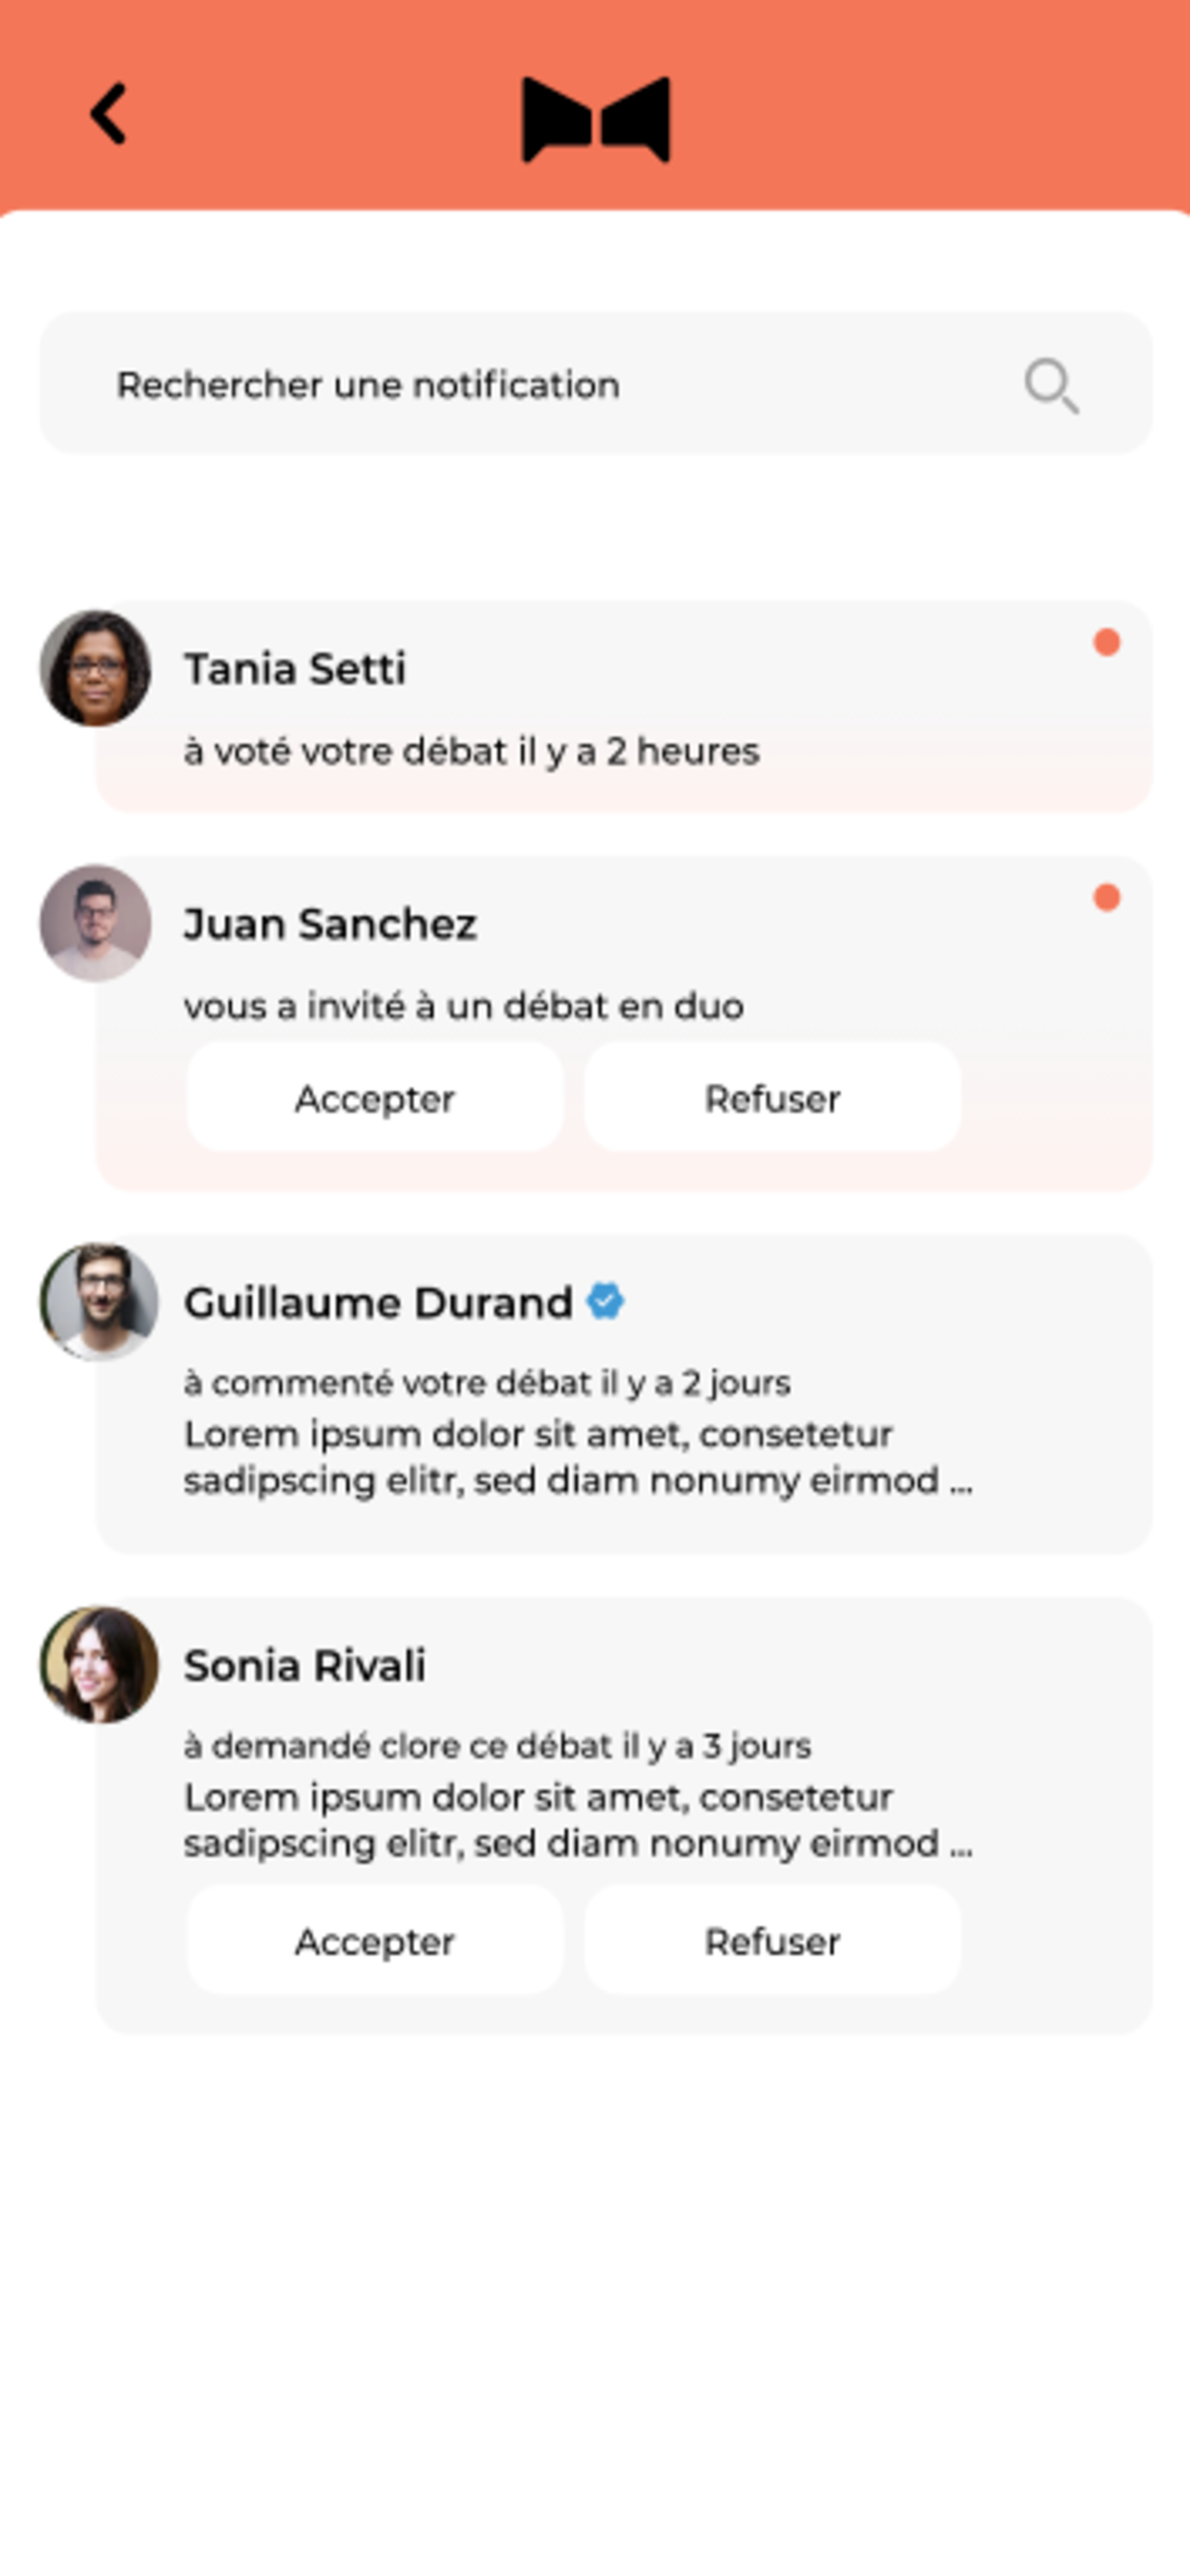 Rechercher une notification
Tania Setti
à voté votre débat il y a 2 heures
Juan Sanchez
vous a invité à un débat en duo
Accepter
Refuser
Guillaume Durand
à commenté votre débat il y a 2 jours
Lorem ipsum dolor sit amet, consetetur
sadipscing elitr, sed diam nonumy eirmod ...
Sonia Rivali
à demandé clore ce débat il y a 3 jours
Lorem ipsum dolor sit amet, consetetur
sadipscing elitr, sed diam nonumy eirmod ...
Accepter
Refuser